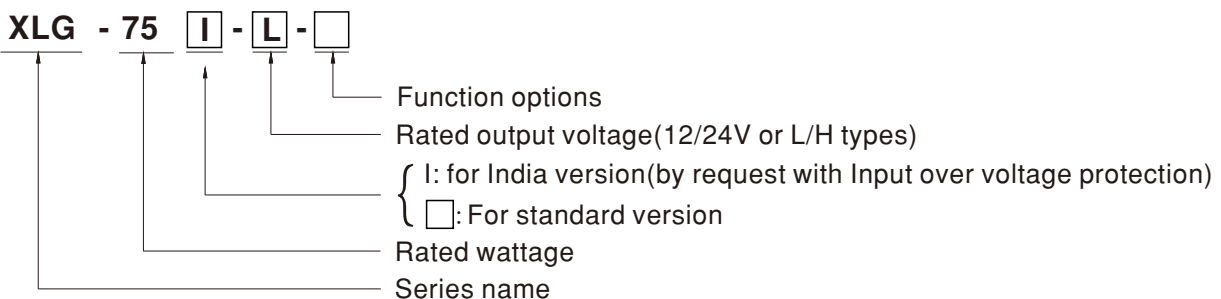 XLG - 75 I - L - □
Function options
Rated output voltage(12/24V or L/H types)
I: for India version(by request with Input over voltage protection)
□: For standard version
Rated wattage
Series name